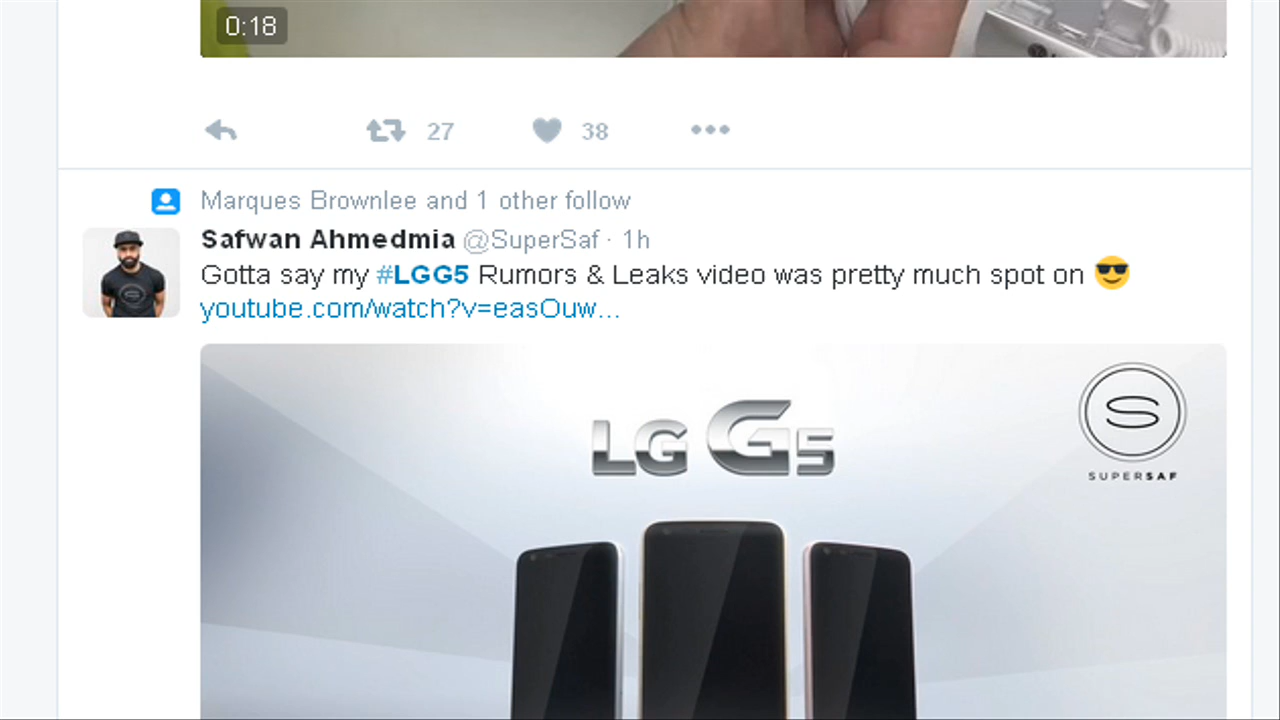 0:18
27 38
Marques Brownlee and 1 other follow
Safwan Ahmedmia @SuperSaf · 1h
Gotta say my #LGG5 Rumors & Leaks video was pretty much spot on 😎
youtube.com/watch?v=easOuw...
LG G5
S
SUPERSAF